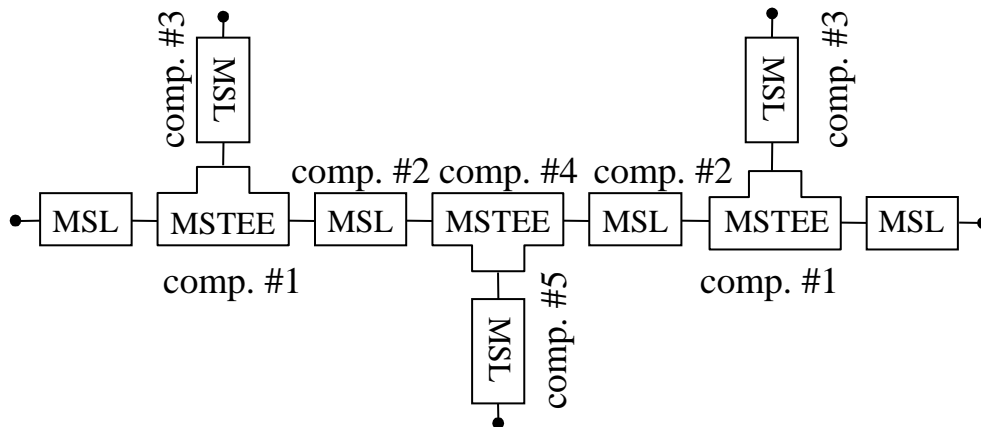 comp. #3
MSL
MSL
comp. #3
comp. #2
comp. #4
comp. #2
MSL
MSTEE
MSL
MSTEE
MSL
MSTEE
MSL
comp. #1
comp. #1
MSL
comp. #5